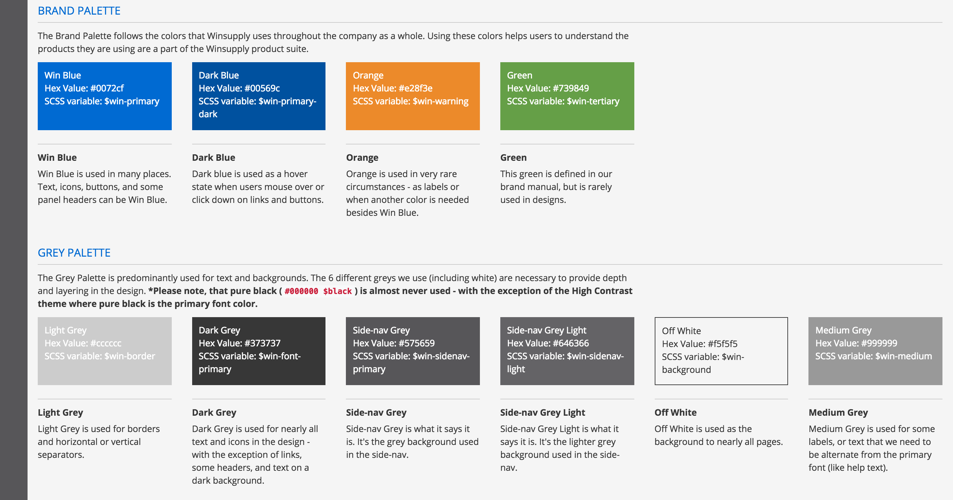 BRAND PALETTE
The Brand Palette follows the colors that Winsupply uses throughout the company as a whole. Using these colors helps users to understand the
products they are using are a part of the Winsupply product suite.
Win Blue
Hex Value: #0072cf
SCSS variable: $win-primary
Dark Blue
Hex Value: #00569c
SCSS variable: $win-primary-
dark
Orange
Hex Value: #e28f3e
SCSS variable: $win-warning
Green
Hex Value: #739849
SCSS variable: $win-tertiary
Win Blue
Win Blue is used in many places.
Text, icons, buttons, and some
panel headers can be Win Blue.
Dark Blue
Dark blue is used as a hover
state when users mouse over or
click down on links and buttons.
Orange
Orange is used in very rare
circumstances - as labels or
when another color is needed
besides Win Blue.
Green
This green is defined in our
brand manual, but is rarely
used in designs.
GREY PALETTE
The Grey Palette is predominantly used for text and backgrounds. The 6 different greys we use (including white) are necessary to provide depth
and layering in the design. *Please note, that pure black ( #000000 $black ) is almost never used - with the exception of the High Contrast
theme where pure black is the primary font color.
Light Grey
Hex Value: #cccccc
SCSS variable: $win-border
Dark Grey
Hex Value: #373737
SCSS variable: $win-font-
primary
Side-nav Grey
Hex Value: #575659
SCSS variable: $win-sidenav-
primary
Side-nav Grey Light
Hex Value: #646366
SCSS variable: $win-sidenav-
light
Off White
Hex Value: #f5f5f5
SCSS variable: $win-
background
Medium Grey
Hex Value: #999999
SCSS variable: $win-medium
Light Grey
Light Grey is used for borders
and horizontal or vertical
separators.
Dark Grey
Dark Grey is used for nearly all
text and icons in the design -
with the exception of links,
some headers, and text on a
dark background.
Side-nav Grey
Side-nav Grey is what it says it
is. It's the grey background used
in the side-nav.
Side-nav Grey Light
Side-nav Grey Light is what it
says it is. It's the lighter grey
background used in the side-
nav.
Off White
Off White is used as the
background to nearly all pages.
Medium Grey
Medium Grey is used for some
labels, or text that we need to
be alternate from the primary
font (like help text).